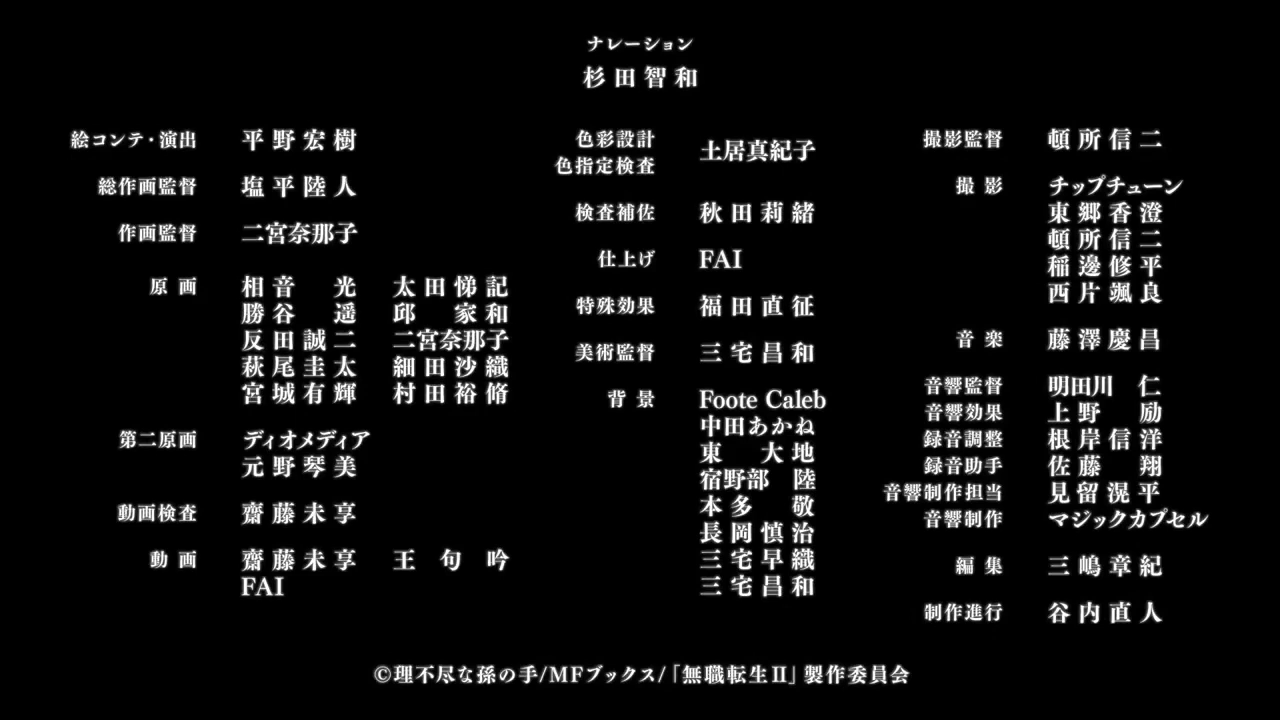 ナレーション
杉田智和
絵コンテ・演出 平野宏樹
総作画監督 塩平陸人
作画監督 二宮奈那子
原画 相音 光 太田悌記
勝谷 遥 邱 家和
反田誠二 二宮奈那子
萩尾圭太 細田沙織
宮城有輝 村田裕脩
第二原画 ディオメディア
元野琴美
動画検査 齋藤未享
動画 齋藤未享 王句吟
FAI
色彩設計
色指定検査
土居真紀子
検査補佐 秋田莉緒
仕上げ FAI
特殊効果 福田直征
美術監督 三宅昌和
背景 Foote Caleb
中田あかね
東 大地
宿野部 陸
本多 敬
長岡慎治
三宅早織
三宅昌和
撮影監督 頓所信二
撮影 チップチューン
東郷香澄
頓所信二
稲邊修平
西片颯良
音楽 藤澤慶昌
音響監督 明田川 仁
音響効果 上野 励
録音調整 根岸信洋
録音助手 佐藤 翔
音響制作担当 見留滉平
音響制作 マジックカプセル
編集 三嶋章紀
制作進行 谷内直人
©理不尽な孫の手/MFブックス/「無職転生Ⅱ」製作委員会